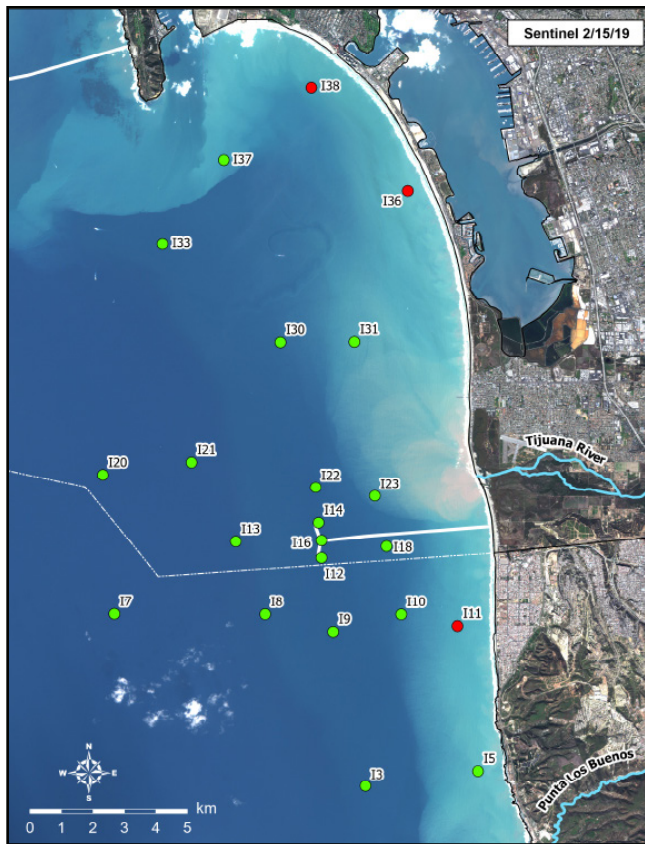 Sentinel 2/15/19
I38
I37
I36
I33
I30
I31
Tijuana River
I21
I20
I22
I23
I14
I13
I16
I18
I12
I7
I8
I10
I9
I11
I5
I3
Punta Los Buenos
N
W E
S
km
0 1 2 3 4 5